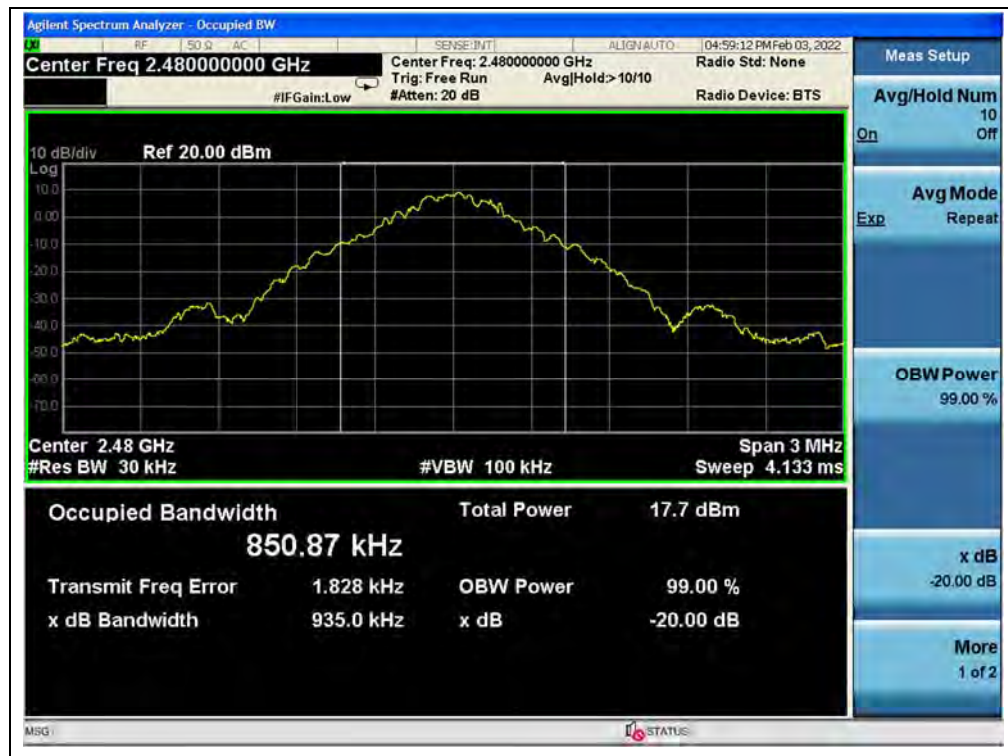 Agilent Spectrum Analyzer - Occupied BW
LXI RF 50 Ω AC SENSE:INT ALIGN AUTO 04:59:12 PM Feb 03, 2022
Center Freq 2.480000000 GHz
Center Freq: 2.480000000 GHz
Radio Std: None
Trig: Free Run Avg|Hold:> 10/10
#IFGain:Low #Atten: 20 dB Radio Device: BTS
10 dB/div Ref 20.00 dBm
Log
10.0
0.00
-10.0
-20.0
-30.0
-40.0
-50.0
-60.0
-70.0
Center 2.48 GHz Span 3 MHz
#Res BW 30 kHz #VBW 100 kHz Sweep 4.133 ms
Occupied Bandwidth Total Power 17.7 dBm
850.87 kHz
Transmit Freq Error 1.828 kHz OBW Power 99.00 %
x dB Bandwidth 935.0 kHz x dB -20.00 dB
MSG STATUS
Meas Setup
Avg/Hold Num
10
On Off
Avg Mode
Exp Repeat
OBW Power
99.00 %
x dB
-20.00 dB
More
1 of 2